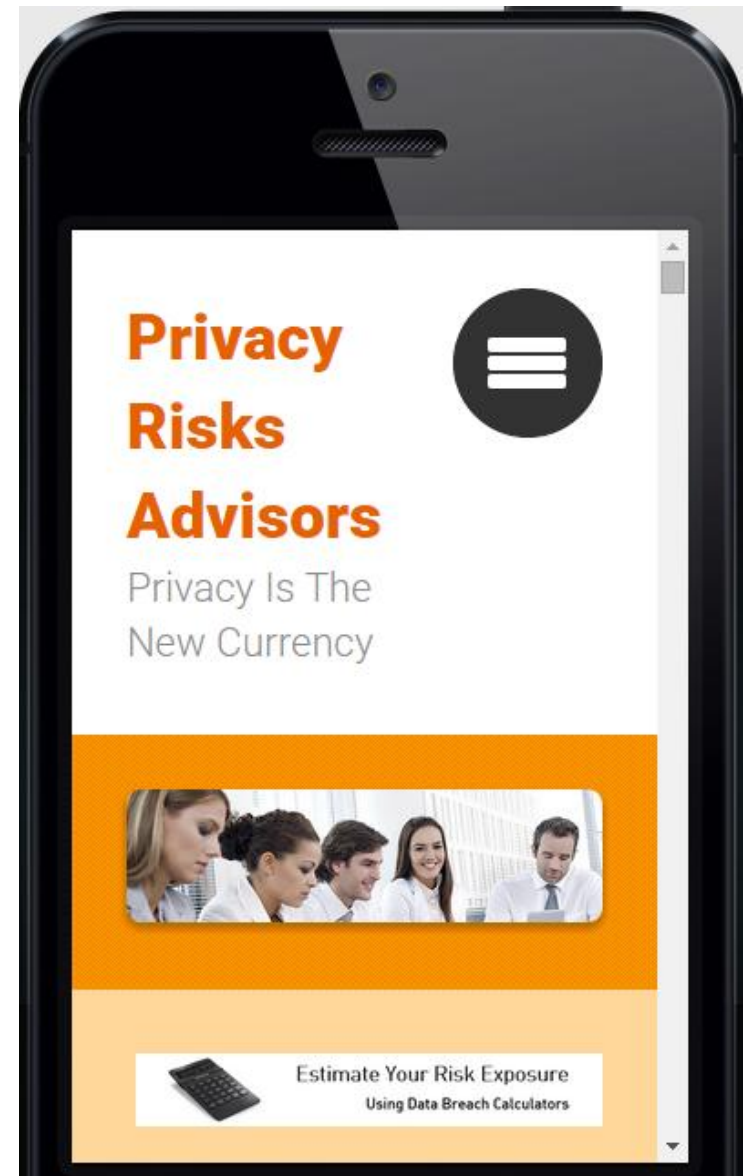 Privacy
Risks
Advisors
Privacy Is The
New Currency
Estimate Your Risk Exposure
Using Data Breach Calculators